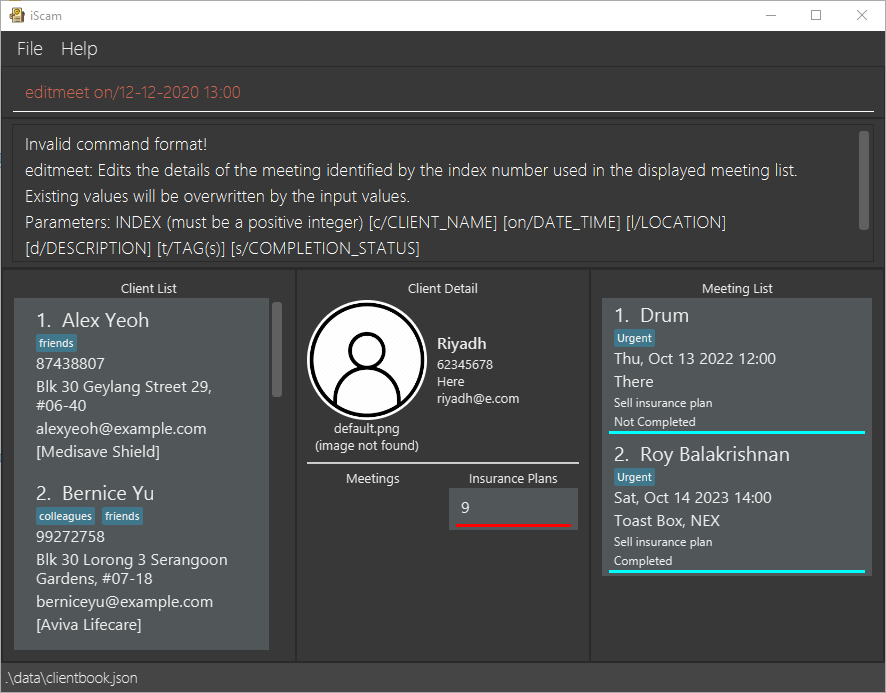 iScam
File Help
editmeet on/12-12-2020 13:00
Invalid command format!
editmeet: Edits the details of the meeting identified by the index number used in the displayed meeting list.
Existing values will be overwritten by the input values.
Parameters: INDEX (must be a positive integer) [c/CLIENT_NAME] [on/DATE_TIME] [l/LOCATION]
[d/DESCRIPTION] [t/TAG(s)] [s/COMPLETION_STATUS]
Client List
1. Alex Yeoh
friends
87438807
Blk 30 Geylang Street 29,
#06-40
alexyeoh@example.com
[Medisave Shield]
2. Bernice Yu
colleagues friends
99272758
Blk 30 Lorong 3 Serangoon
Gardens, #07-18
berniceyu@example.com
[Aviva Lifecare]
Client Detail
Riyadh
62345678
Here
riyadh@e.com
default.png
(image not found)
Meetings
Insurance Plans
9
Meeting List
1. Drum
Urgent
Thu, Oct 13 2022 12:00
There
Sell insurance plan
Not Completed
2. Roy Balakrishnan
Urgent
Sat, Oct 14 2023 14:00
Toast Box, NEX
Sell insurance plan
Completed
.\data\clientbook.json